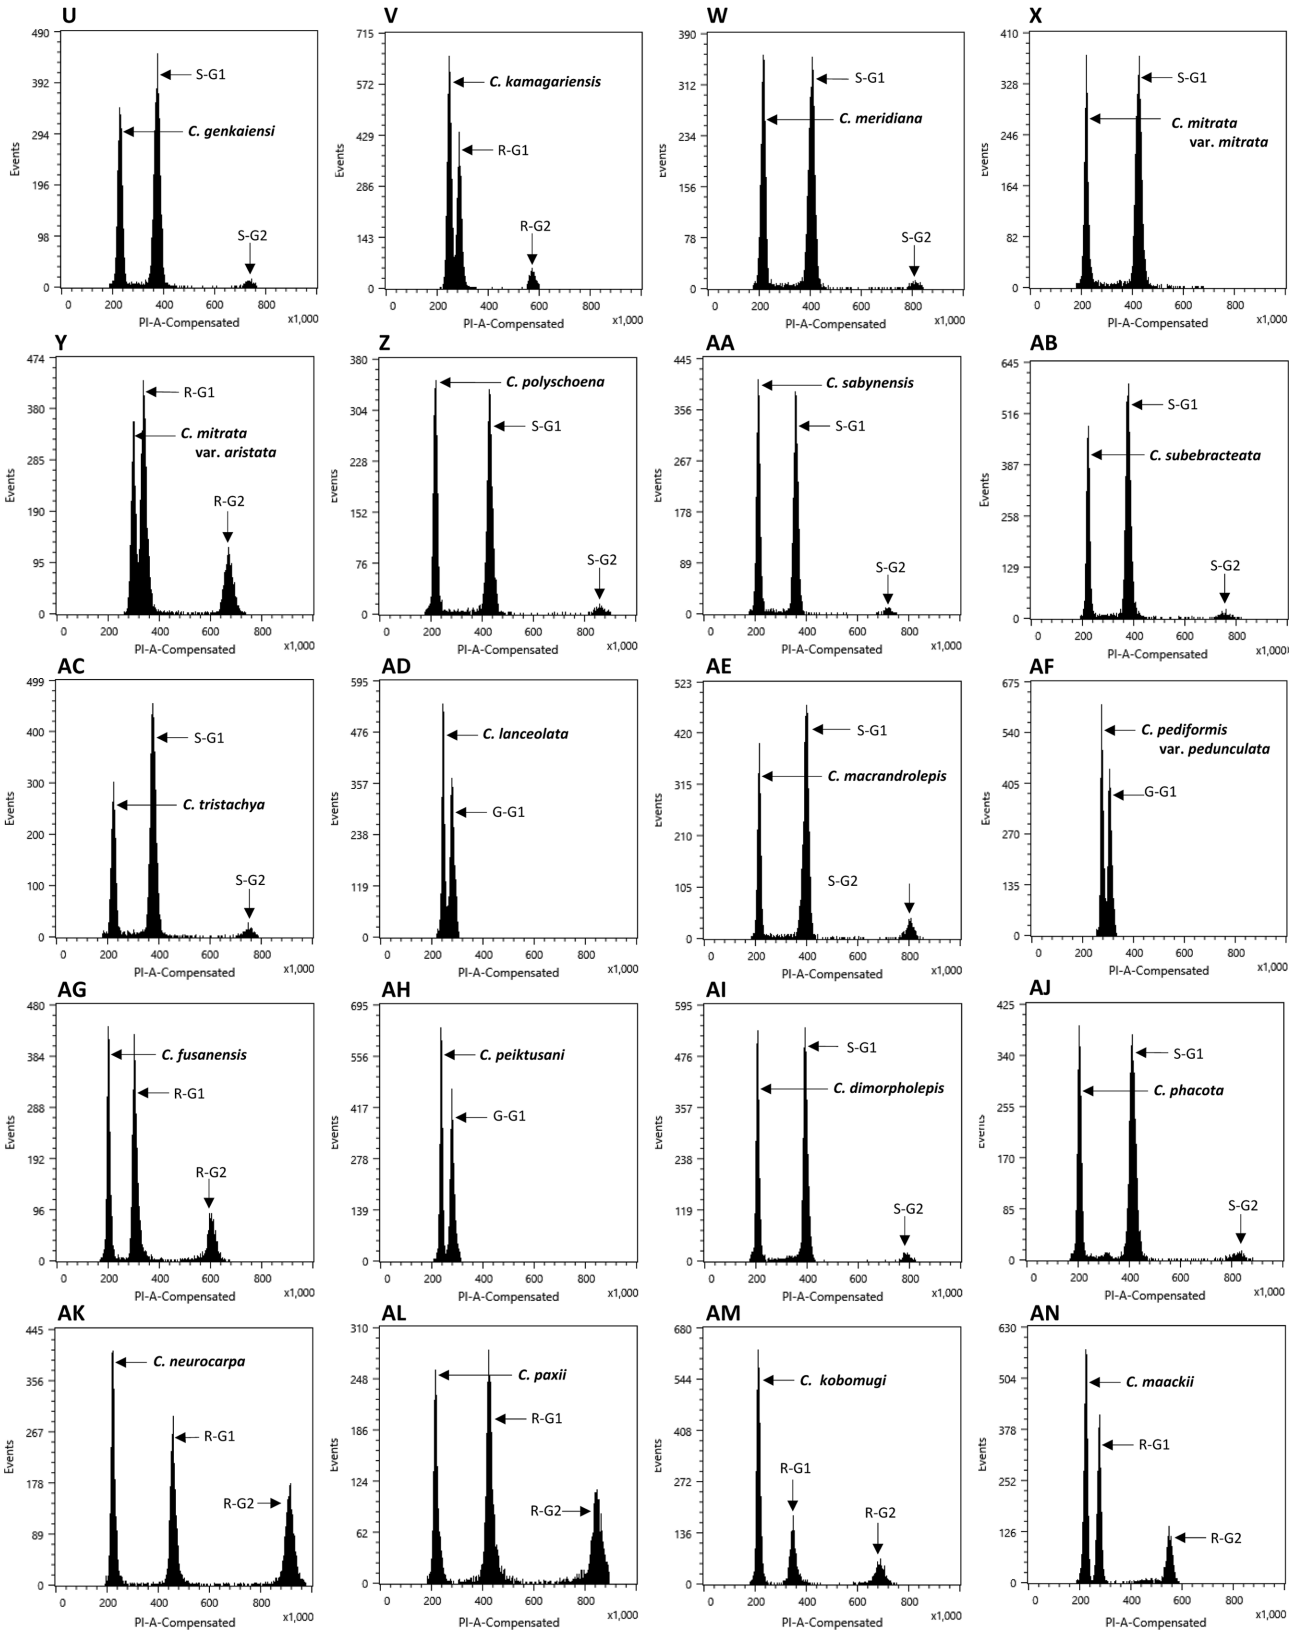 U
490
392
294
196
98
0
Events
S-G1
C. genkaiensi
S-G2
0 200 400 600 800
x1,000
PI-A-Compensated
V
715
572
429
286
143
0
Events
C. kamagariensis
R-G1
R-G2
0 200 400 600 800
x1,000
PI-A-Compensated
W
390
312
234
156
78
0
Events
S-G1
C. meridiana
S-G2
0 200 400 600 800
x1,000
PI-A-Compensated
X
410
328
246
164
82
0
Events
S-G1
C. mitrata
var. mitrata
0 200 400 600 800
x1,000
PI-A-Compensated
Y
474
380
285
190
95
0
Events
R-G1
C. mitrata
var. aristata
R-G2
0 200 400 600 800
x1,000
PI-A-Compensated
Z
380
304
228
152
76
0
Events
C. polyschoena
S-G1
S-G2
0 200 400 600 800
x1,000
PI-A-Compensated
AA
445
356
267
178
89
0
Events
C. sabynensis
S-G1
S-G2
0 200 400 600 800
x1,000
PI-A-Compensated
AB
645
516
387
258
129
0
Events
S-G1
C. subebracteata
S-G2
0 200 400 600 800
x1,000
PI-A-Compensated
AC
499
400
300
200
100
0
Events
S-G1
C. tristachya
S-G2
0 200 400 600 800
x1,000
PI-A-Compensated
AD
595
476
357
238
119
0
Events
C. lanceolata
G-G1
0 200 400 600 800
x1,000
PI-A-Compensated
AE
523
420
315
210
105
0
Events
S-G1
C. macrandrolepis
S-G2
0 200 400 600 800
x1,000
PI-A-Compensated
AF
675
540
405
270
135
0
Events
C. pediformis
var. pedunculata
G-G1
0 200 400 600 800
x1,000
PI-A-Compensated
AG
480
384
288
192
96
0
Events
C. fusanensis
R-G1
R-G2
0 200 400 600 800
x1,000
PI-A-Compensated
AH
695
556
417
278
139
0
Events
C. peiktusani
G-G1
0 200 400 600 800
x1,000
PI-A-Compensated
AI
595
476
357
238
119
0
Events
S-G1
C. dimorpholepis
S-G2
0 200 400 600 800
x1,000
PI-A-Compensated
AJ
425
340
255
170
85
0
Events
S-G1
C. phacota
S-G2
0 200 400 600 800
x1,000
PI-A-Compensated
AK
445
356
267
178
89
0
Events
C. neurocarpa
R-G1
R-G2
0 200 400 600 800
x1,000
PI-A-Compensated
AL
310
248
186
124
62
0
Events
C. paxii
R-G1
R-G2
0 200 400 600 800
x1,000
PI-A-Compensated
AM
680
544
408
272
136
0
Events
C. kobomugi
R-G1
R-G2
0 200 400 600 800
x1,000
PI-A-Compensated
AN
630
504
378
252
126
0
Events
C. maackii
R-G1
R-G2
0 200 400 600 800
x1,000
PI-A-Compensated